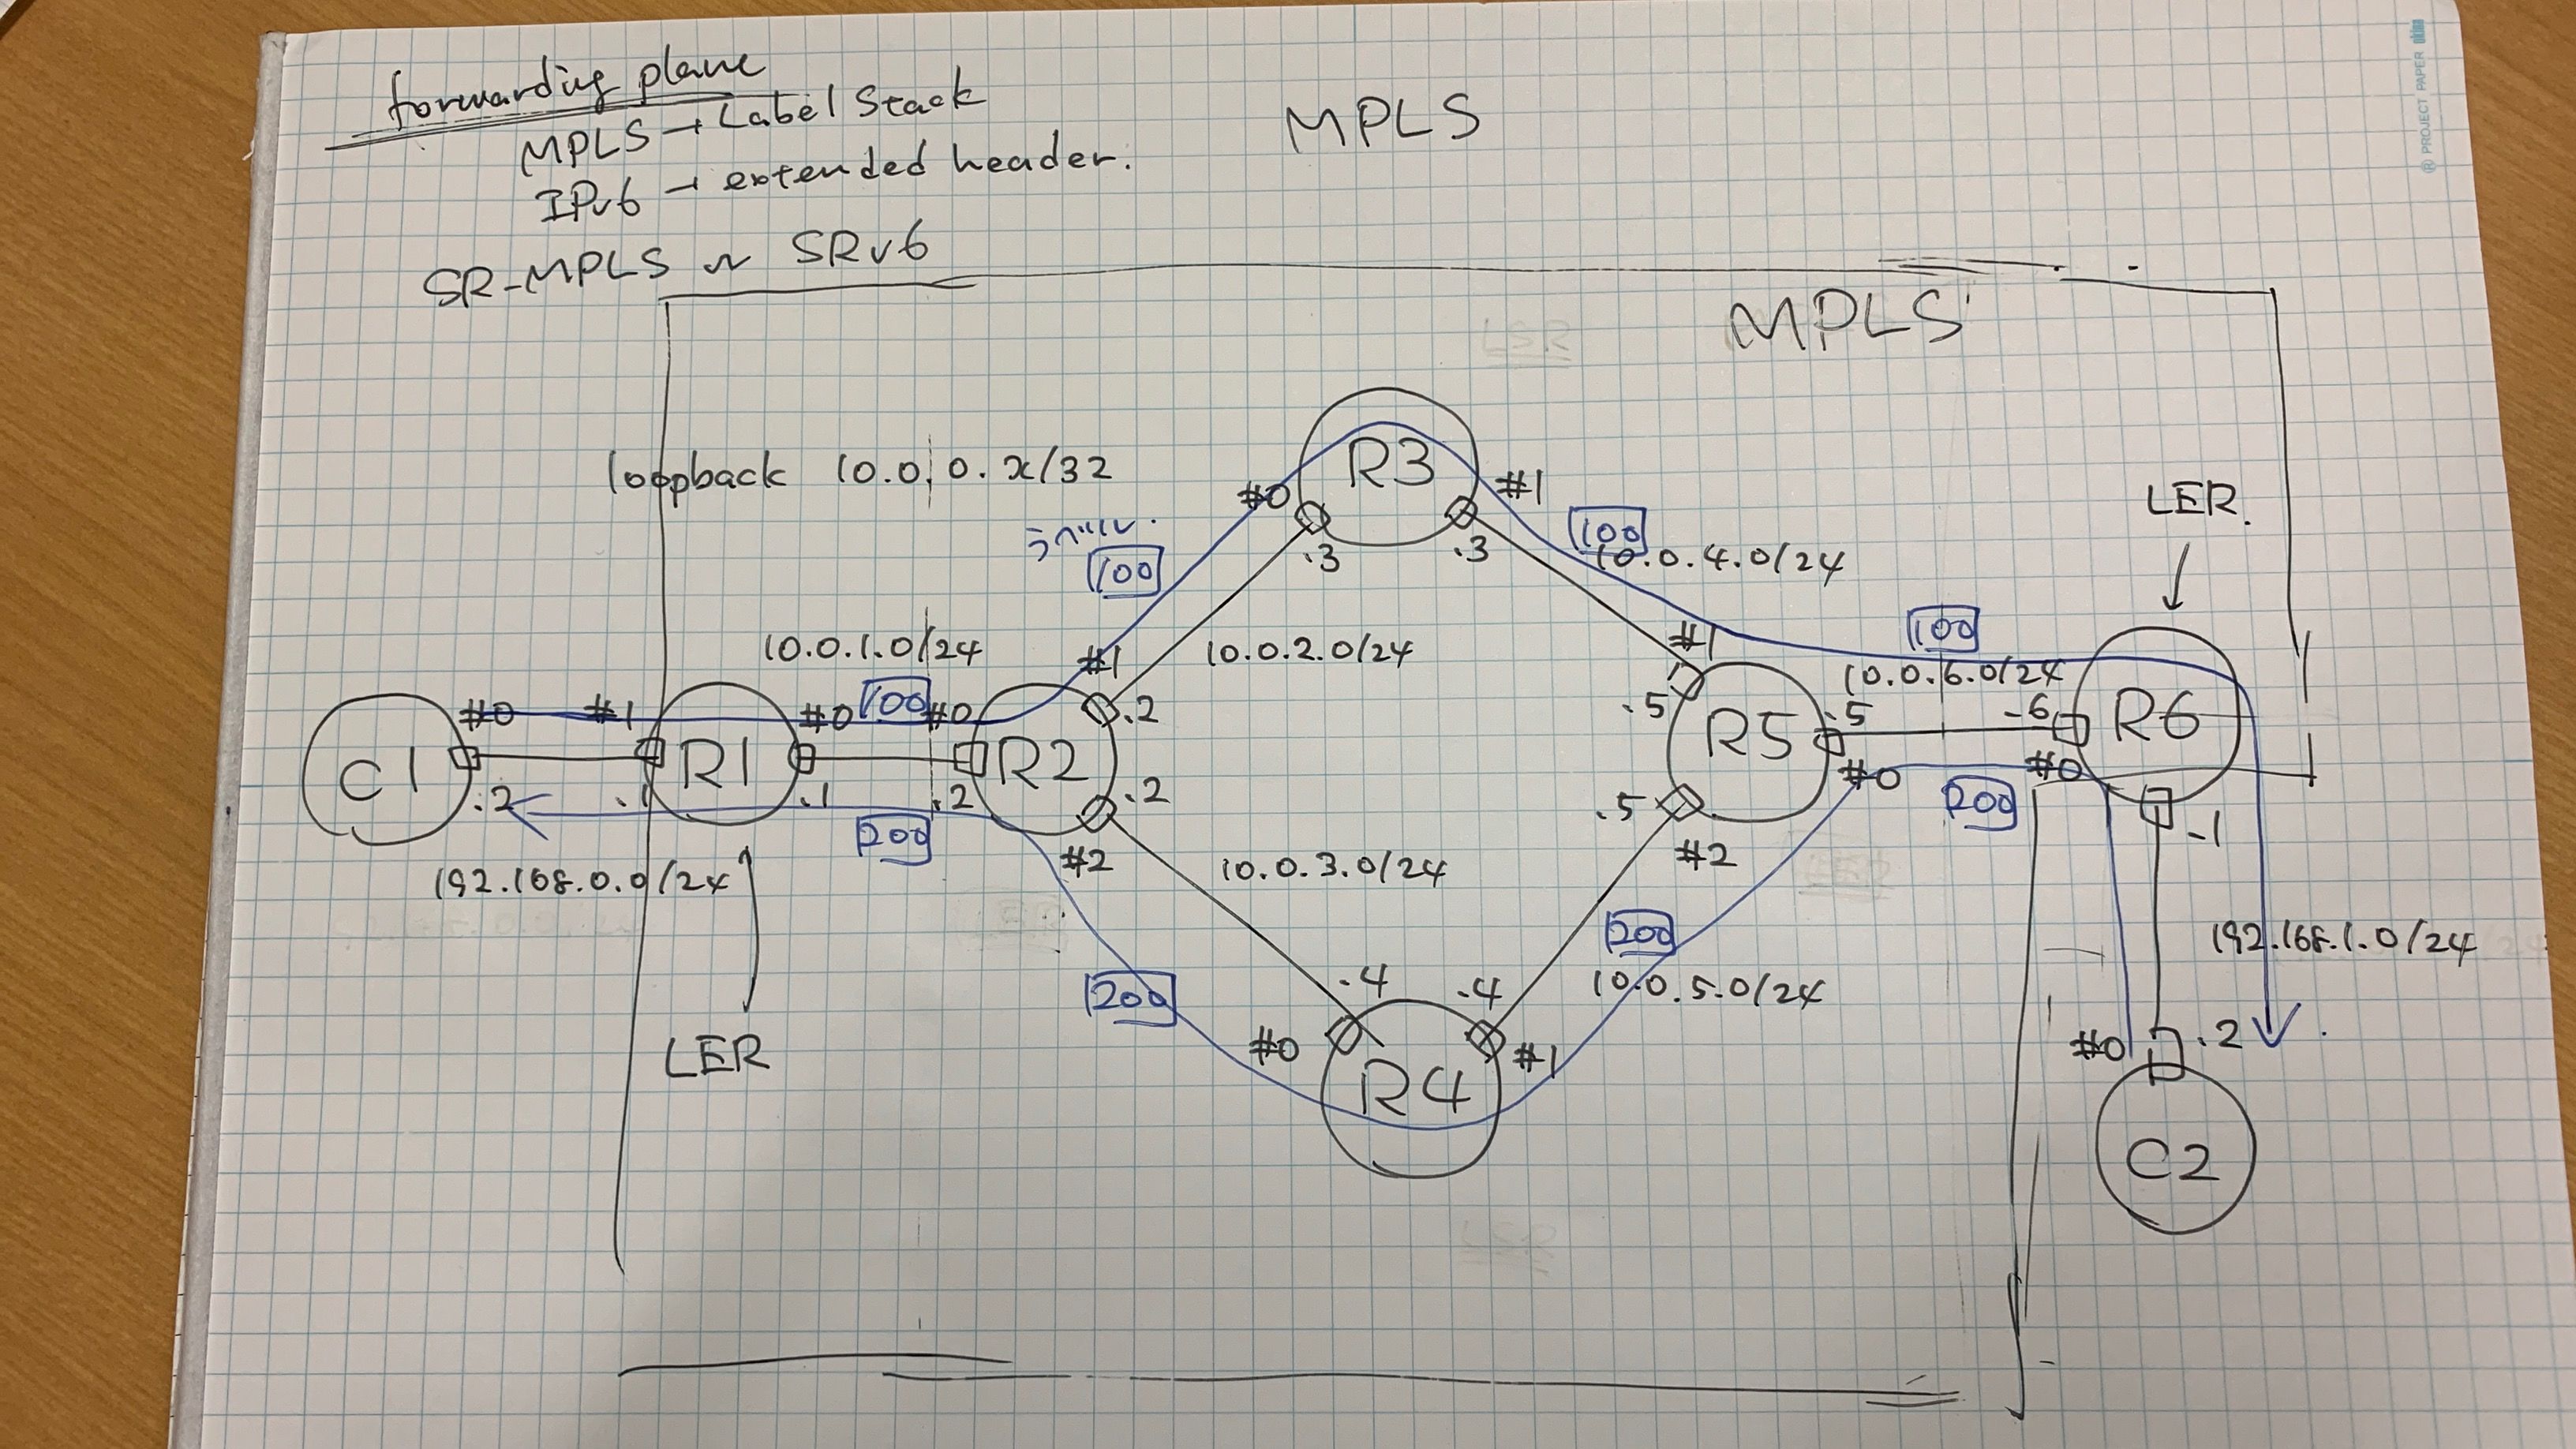 forwarding plane
MPLS → Label Stack
IPv6 → extended header.
SR-MPLS ~ SRv6
MPLS
PROJECT PAPER
MPLS
loopback 10.0.0.x/32
ラベル.
100
R3
#0
#1
.3
.3
100
10.0.4.0/24
LER.
10.0.1.0/24
#1
10.0.2.0/24
#1
100
10.0.6.0/24
#0
#1
#0
100
#0
.2
.5
.5
-6
C1
R1
R2
R5
R6
.2
.1
.1
.2
.2
.5
#0
200
#0
-1
200
#2
#2
192.168.0.0/24
10.0.3.0/24
200
192.168.1.0/24
200
.4
.4
10.0.5.0/24
LER
#0
#1
#0
.2
R4
C2